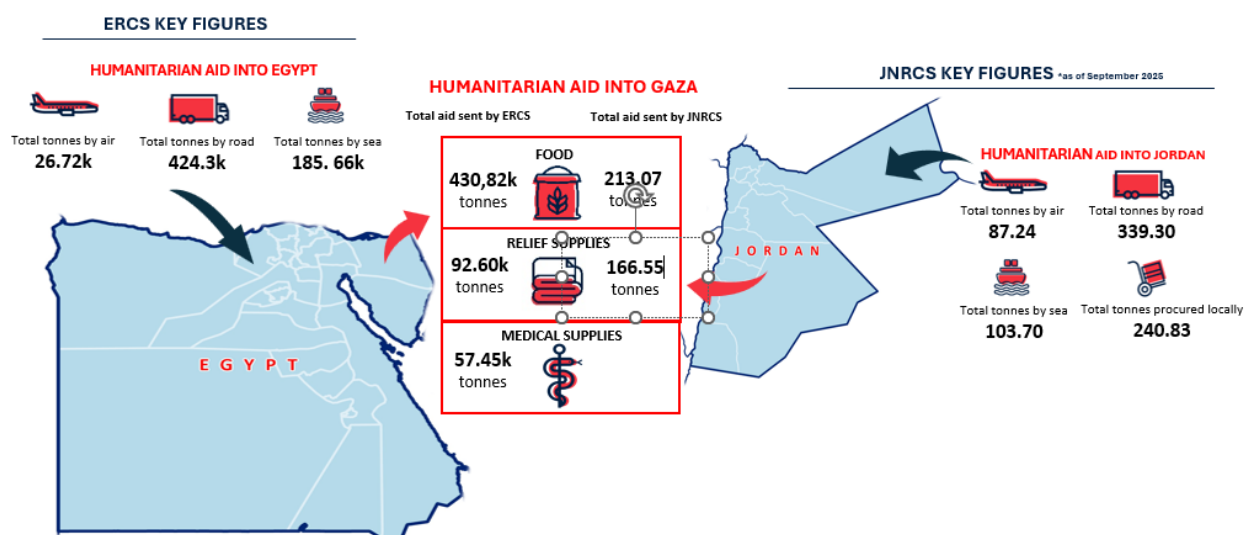 ERCS KEY FIGURES
HUMANITARIAN AID INTO EGYPT
Total tonnes by air
26.72k
Total tonnes by road
424.3k
Total tonnes by sea
185. 66k
HUMANITARIAN AID INTO GAZA
Total aid sent by ERCS
Total aid sent by JNRCS
FOOD
430,82k
tonnes
213.07
tonnes
RELIEF SUPPLIES
92.60k
tonnes
166.55
tonnes
MEDICAL SUPPLIES
57.45k
tonnes
JNRCS KEY FIGURES *as of September 2025
HUMANITARIAN AID INTO JORDAN
Total tonnes by air
87.24
Total tonnes by road
339.30
Total tonnes by sea
103.70
Total tonnes procured locally
240.83
EGYPT
JORDAN